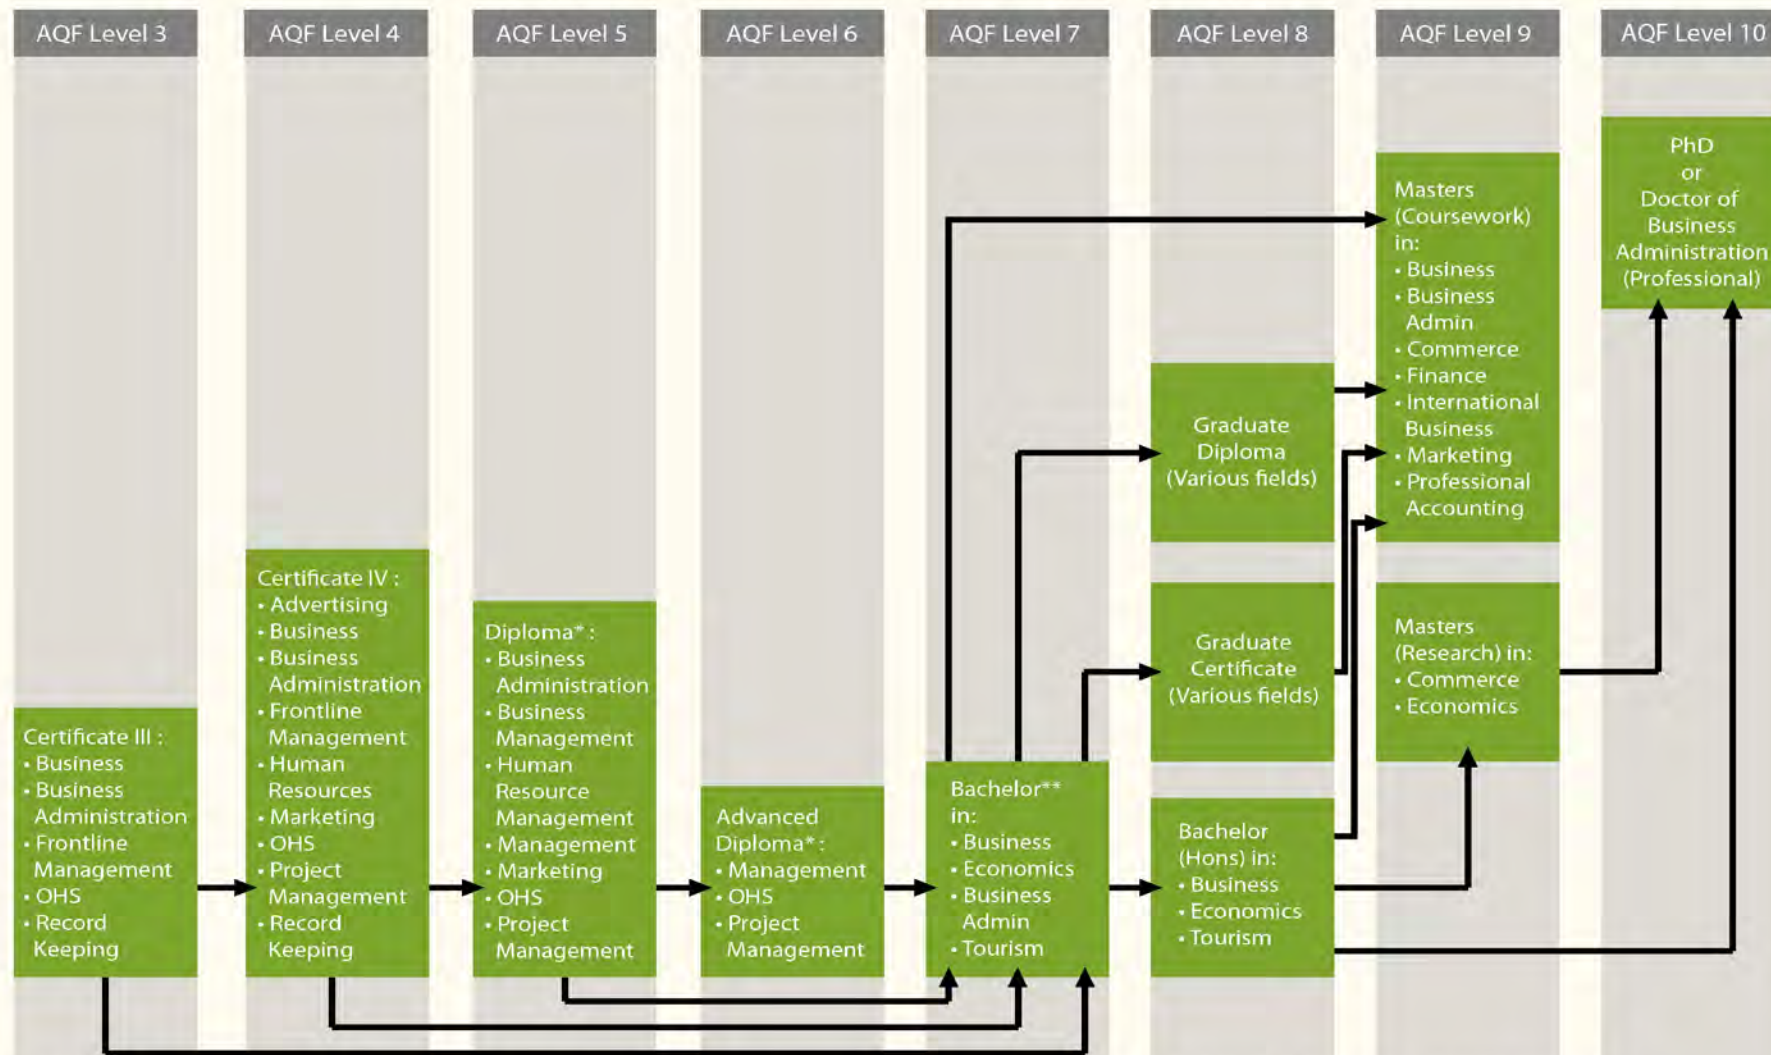 AQF Level 3
AQF Level 4
AQF Level 5
AQF Level 6
AQF Level 7
AQF Level 8
AQF Level 9
AQF Level 10
Certificate III :
• Business
• Business
Administration
• Frontline
Management
• OHS
• Record
Keeping
Certificate IV :
• Advertising
• Business
• Business
Administration
• Frontline
Management
• Human
Resources
• Marketing
• OHS
• Project
Management
• Record
Keeping
Diploma* :
• Business
Administration
• Business
Management
• Human
Resource
Management
• Management
• Marketing
• OHS
• Project
Management
Advanced
Diploma* :
• Management
• OHS
• Project
Management
Bachelor**
in:
• Business
• Economics
• Business
Admin
• Tourism
Graduate
Diploma
(Various fields)
Graduate
Certificate
(Various fields)
Bachelor
(Hons) in:
• Business
• Economics
• Tourism
Masters
(Coursework)
in:
• Business
• Business
Admin
• Commerce
• Finance
• International
Business
• Marketing
• Professional
Accounting
Masters
(Research) in:
• Commerce
• Economics
PhD
or
Doctor of
Business
Administration
(Professional)